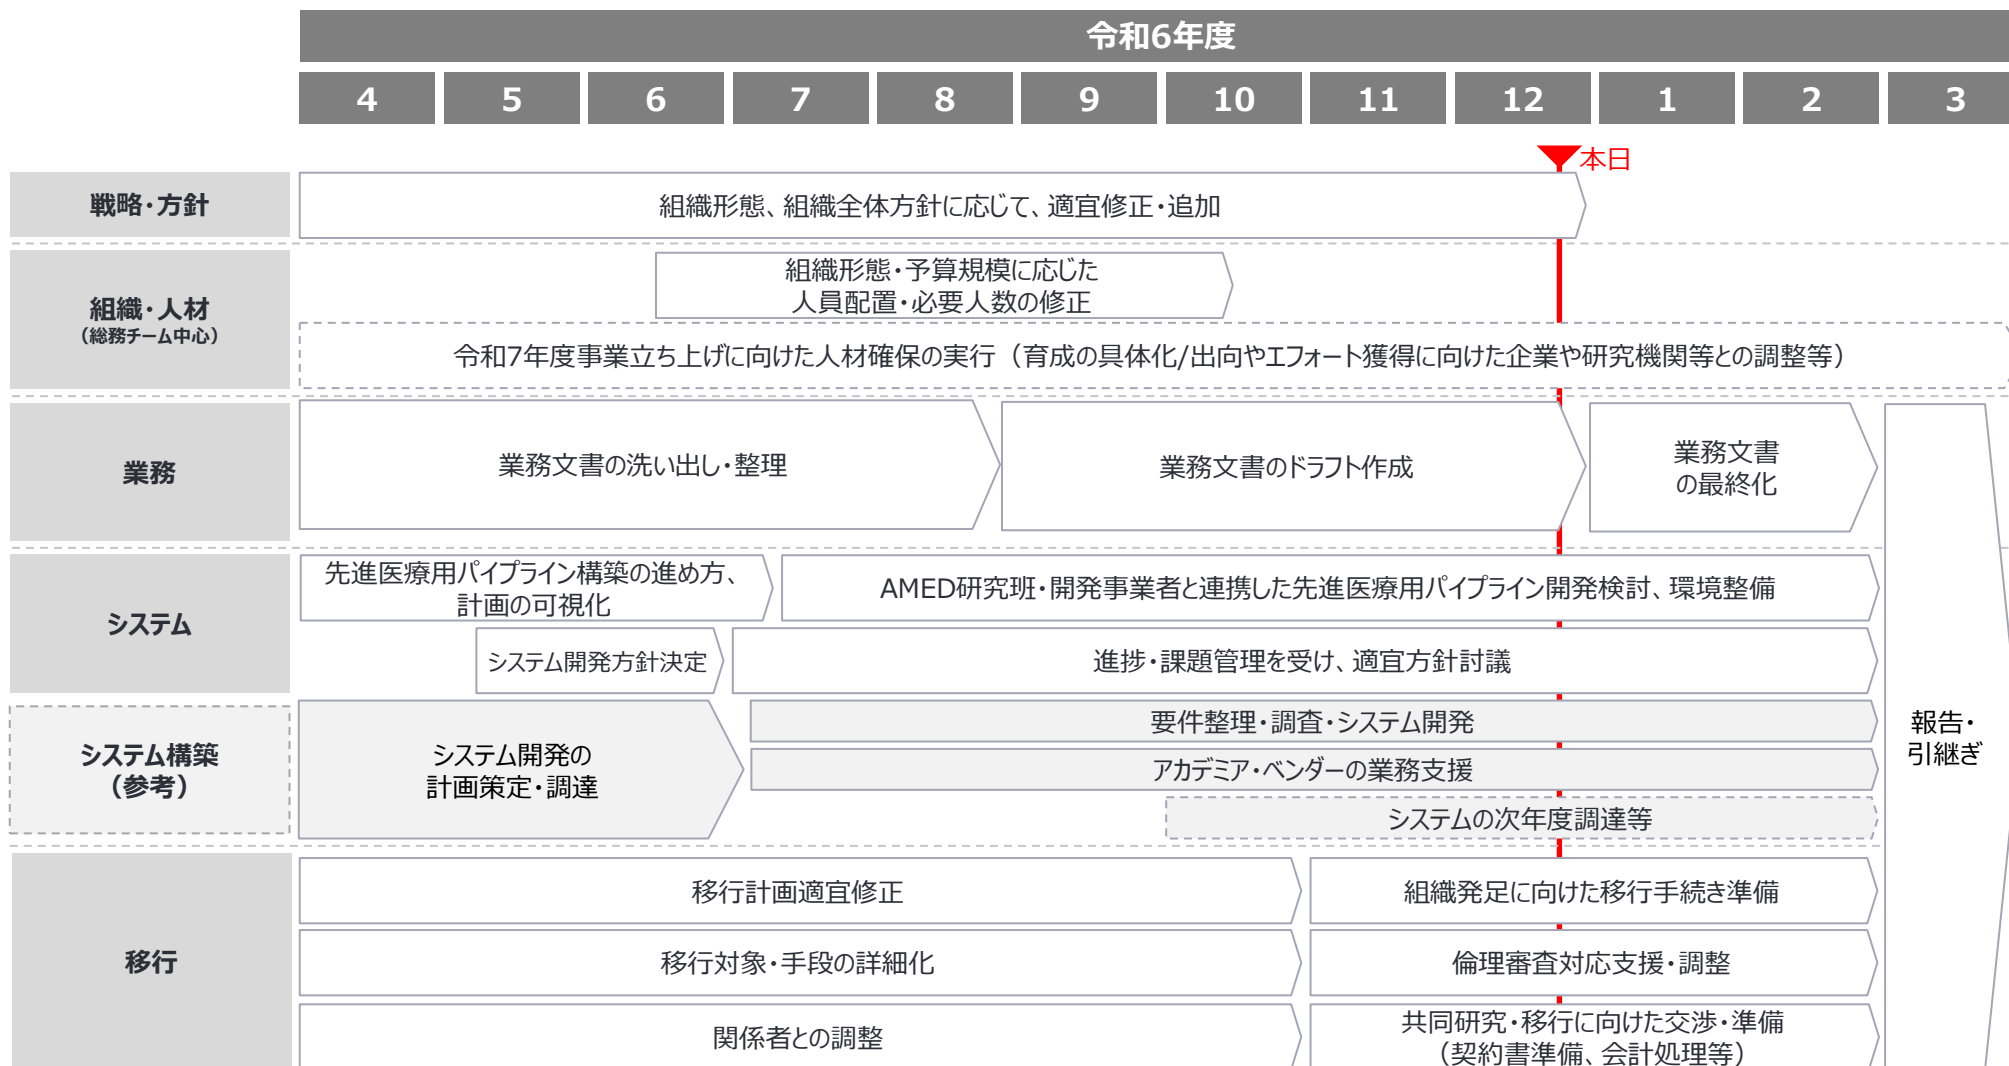 令和6年度
4 5 6 7 8 9 10 11 12 1 2 3
本日
戦略・方針
組織形態、組織全体方針に応じて、適宜修正・追加
組織・人材
（総務チーム中心）
組織形態・予算規模に応じた
人員配置・必要人数の修正
令和7年度事業立ち上げに向けた人材確保の実行（育成の具体化/出向やエフォート獲得に向けた企業や研究機関等との調整等）
業務
業務文書の洗い出し・整理
業務文書のドラフト作成
業務文書
の最終化
システム
先進医療用パイプライン構築の進め方、
計画の可視化
AMED研究班・開発事業者と連携した先進医療用パイプライン開発検討、環境整備
システム開発方針決定
進捗・課題管理を受け、適宜方針討議
システム構築
（参考）
システム開発の
計画策定・調達
要件整理・調査・システム開発
アカデミア・ベンダーの業務支援
システムの次年度調達等
報告・
引継ぎ
移行
移行計画適宜修正
組織発足に向けた移行手続き準備
移行対象・手段の詳細化
倫理審査対応支援・調整
関係者との調整
共同研究・移行に向けた交渉・準備
（契約書準備、会計処理等）